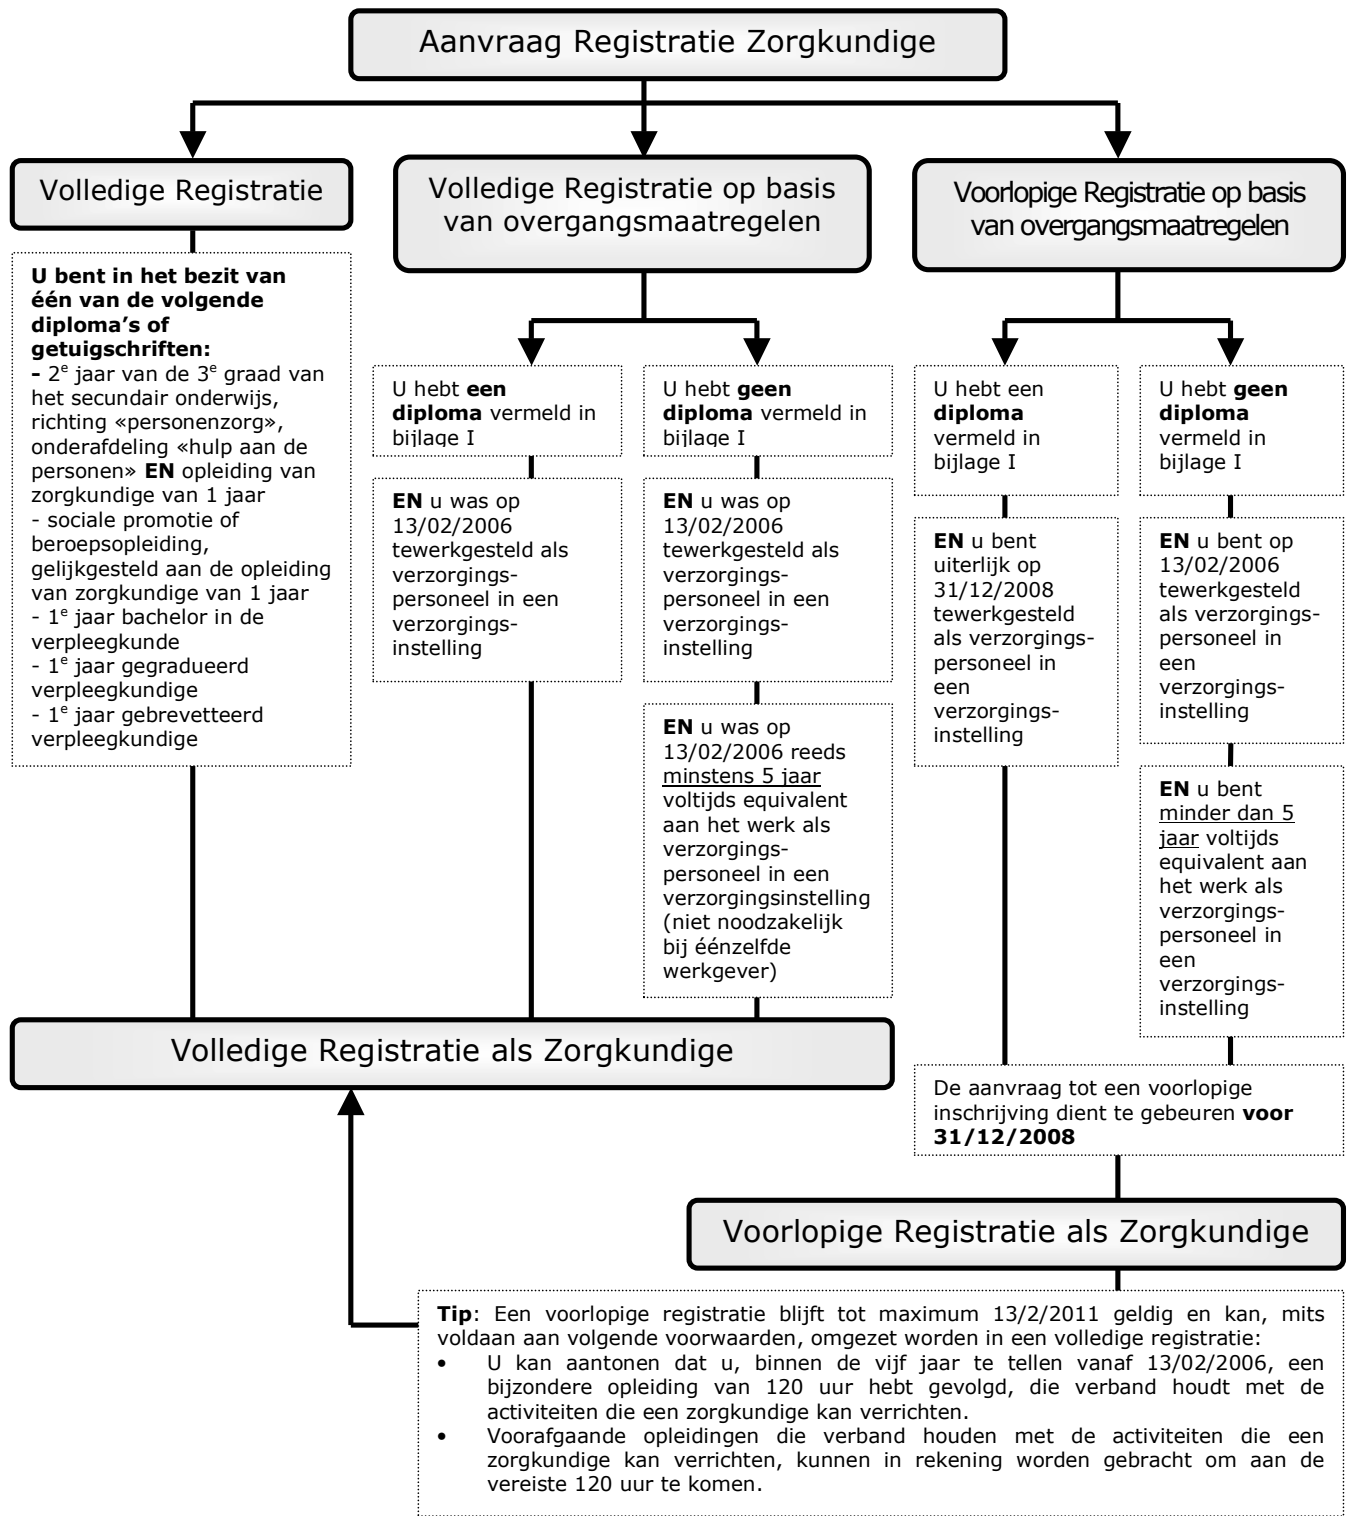 Aanvraag Registratie Zorgkundige
Volledige Registratie
Volledige Registratie op basis
van overgangsmaatregelen
Voorlopige Registratie op basis
van overgangsmaatregelen
U bent in het bezit van
één van de volgende
diploma's of
getuigschriften:
- 2e jaar van de 3e graad van
het secundair onderwijs,
richting «personenzorg»,
onderafdeling «hulp aan de
personen» EN opleiding van
zorgkundige van 1 jaar
- sociale promotie of
beroepsopleiding,
gelijkgesteld aan de opleiding
van zorgkundige van 1 jaar
- 1e jaar bachelor in de
verpleegkunde
- 1e jaar gegradueerd
verpleegkundige
- 1e jaar gebrevetteerd
verpleegkundige
U hebt een
diploma vermeld in
bijlage I
EN u was op
13/02/2006
tewerkgesteld als
verzorgings-
personeel in een
verzorgings-
instelling
U hebt geen
diploma vermeld in
bijlage I
EN u was op
13/02/2006
tewerkgesteld als
verzorgings-
personeel in een
verzorgings-
instelling
EN u was op
13/02/2006 reeds
minstens 5 jaar
voltijds equivalent
aan het werk als
verzorgings-
personeel in een
verzorgingsinstelling
(niet noodzakelijk
bij éénzelfde
werkgever)
U hebt een
diploma
vermeld in
bijlage I
EN u bent
uiterlijk op
31/12/2008
tewerkgesteld
als verzorgings-
personeel in
een
verzorgings-
instelling
U hebt geen
diploma
vermeld in
bijlage I
EN u bent op
13/02/2006
tewerkgesteld
als verzorgings-
personeel in
een
verzorgings-
instelling
EN u bent
minder dan 5
jaar voltijds
equivalent aan
het werk als
verzorgings-
personeel in
een
verzorgings-
instelling
Volledige Registratie als Zorgkundige
De aanvraag tot een voorlopige
inschrijving dient te gebeuren voor
31/12/2008
Voorlopige Registratie als Zorgkundige
Tip: Een voorlopige registratie blijft tot maximum 13/2/2011 geldig en kan, mits
voldaan aan volgende voorwaarden, omgezet worden in een volledige registratie:
• U kan aantonen dat u, binnen de vijf jaar te tellen vanaf 13/02/2006, een
bijzondere opleiding van 120 uur hebt gevolgd, die verband houdt met de
activiteiten die een zorgkundige kan verrichten.
• Voorafgaande opleidingen die verband houden met de activiteiten die een
zorgkundige kan verrichten, kunnen in rekening worden gebracht om aan de
vereiste 120 uur te komen.